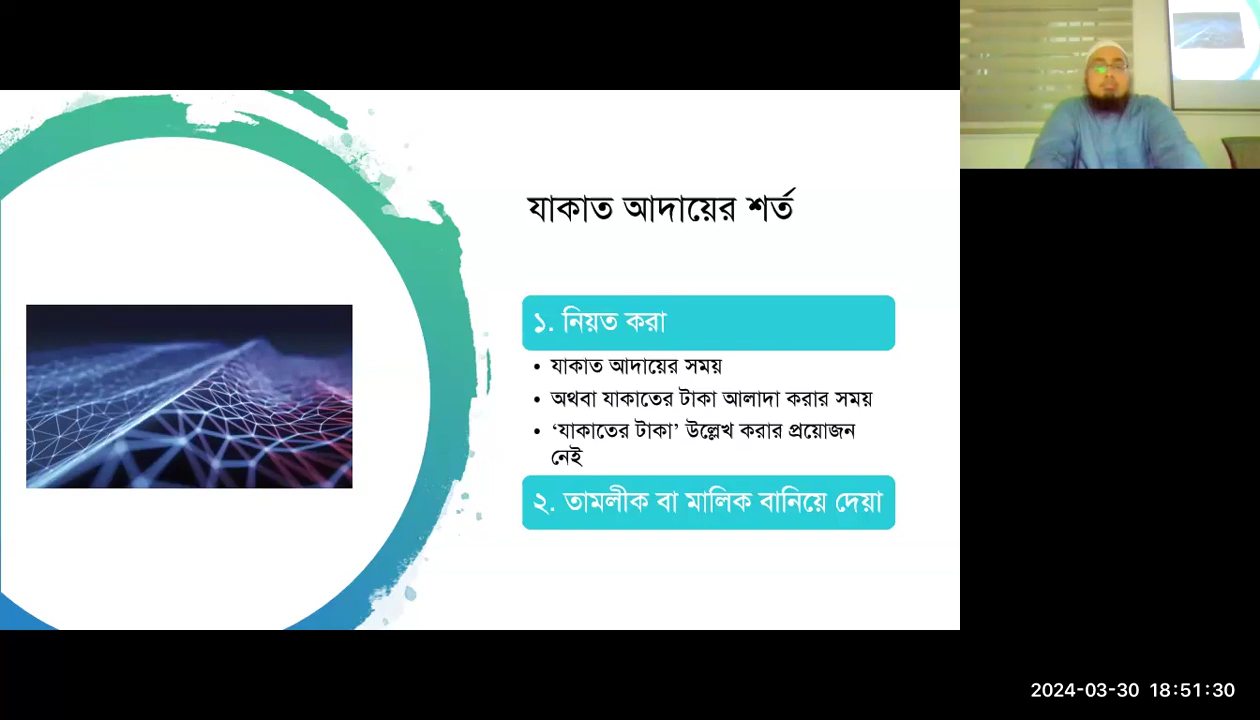 যাকাত আদায়ের শর্ত
১. নিয়ত করা
• যাকাত আদায়ের সময়
• অথবা যাকাতের টাকা আলাদা করার সময়
• ‘যাকাতের টাকা’ উল্লেখ করার প্রয়োজন
নেই
২. তামলীক বা মালিক বানিয়ে দেয়া
2024-03-30 18:51:30